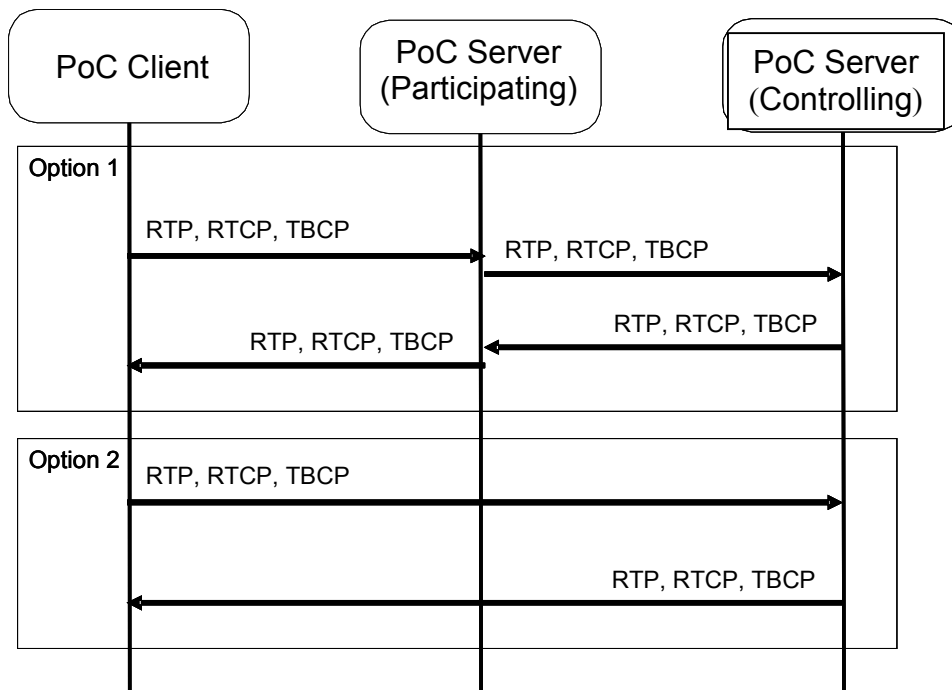 PoC Client
PoC Server
(Participating)
PoC Server
(Controlling)
Option 1
RTP, RTCP, TBCP
RTP, RTCP, TBCP
RTP, RTCP, TBCP
RTP, RTCP, TBCP
Option 2
RTP, RTCP, TBCP
RTP, RTCP, TBCP